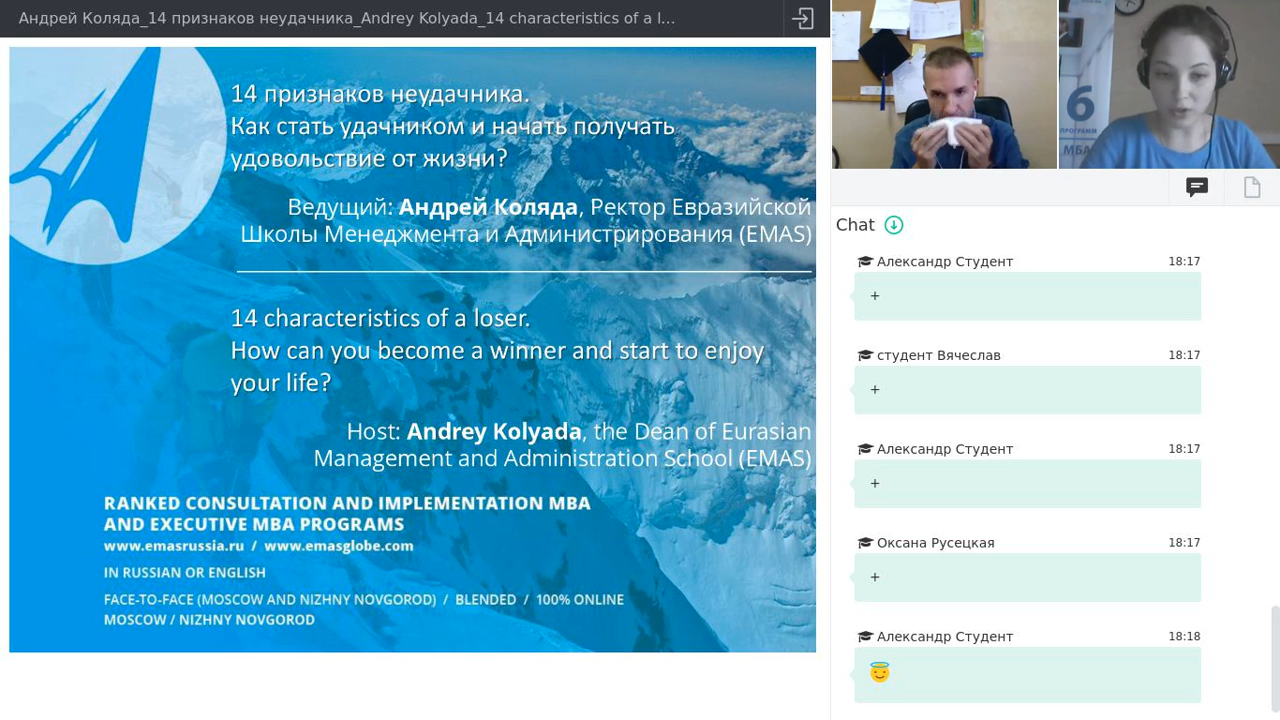 Андрей Коляда_14 признаков неудачника_Andrey Kolyada_14 characteristics of a l...
14 признаков неудачника.
Как стать удачником и начать получать
удовольствие от жизни?
Ведущий: Андрей Коляда, Ректор Евразийской
Школы Менеджмента и Администрирования (EMAS)
14 characteristics of a loser.
How can you become a winner and start to enjoy
your life?
Host: Andrey Kolyada, the Dean of Eurasian
Management and Administration School (EMAS)
RANKED CONSULTATION AND IMPLEMENTATION MBA
AND EXECUTIVE MBA PROGRAMS
www.emasrussia.ru / www.emasglobe.com
IN RUSSIAN OR ENGLISH
FACE-TO-FACE (MOSCOW AND NIZHNY NOVGOROD) / BLENDED / 100% ONLINE
MOSCOW / NIZHNY NOVGOROD
6
ПРОГРАММ
МВА
Chat
Александр Студент 18:17
+
студент Вячеслав 18:17
+
Александр Студент 18:17
+
Оксана Русецкая 18:17
+
Александр Студент 18:18